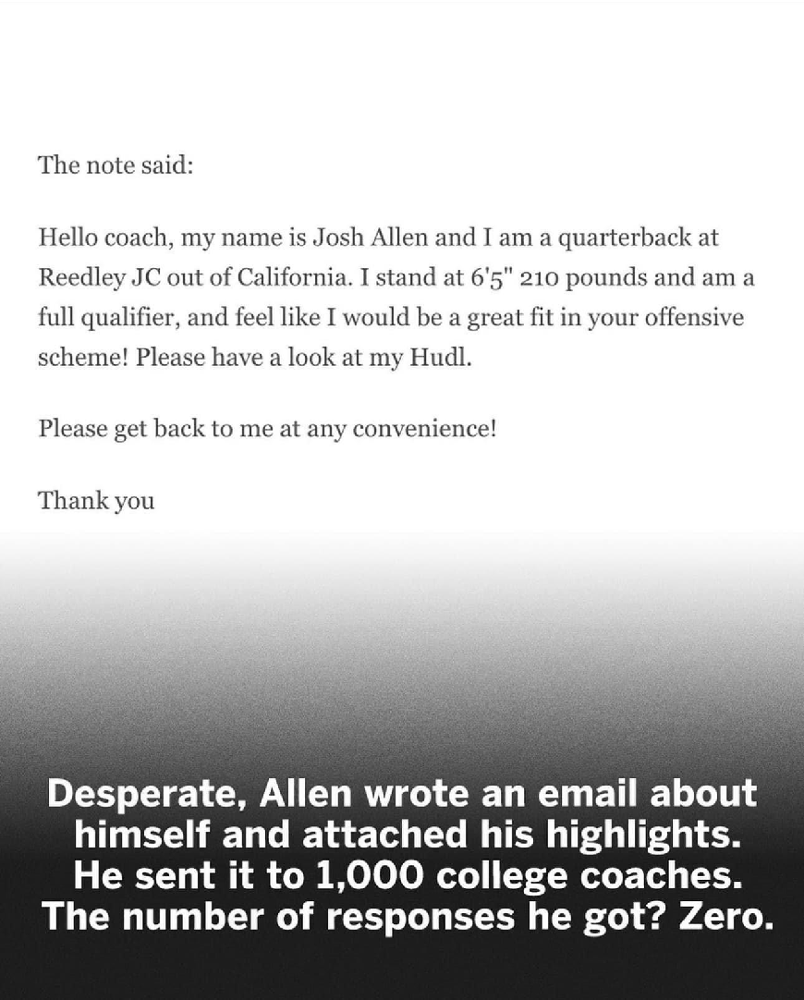 The note said:
Hello coach, my name is Josh Allen and I am a quarterback at
Reedley JC out of California. I stand at 6'5" 210 pounds and am a
full qualifier, and feel like I would be a great fit in your offensive
scheme! Please have a look at my Hudl.
Please get back to me at any convenience!
Thank you
Desperate, Allen wrote an email about
himself and attached his highlights.
He sent it to 1,000 college coaches.
The number of responses he got? Zero.